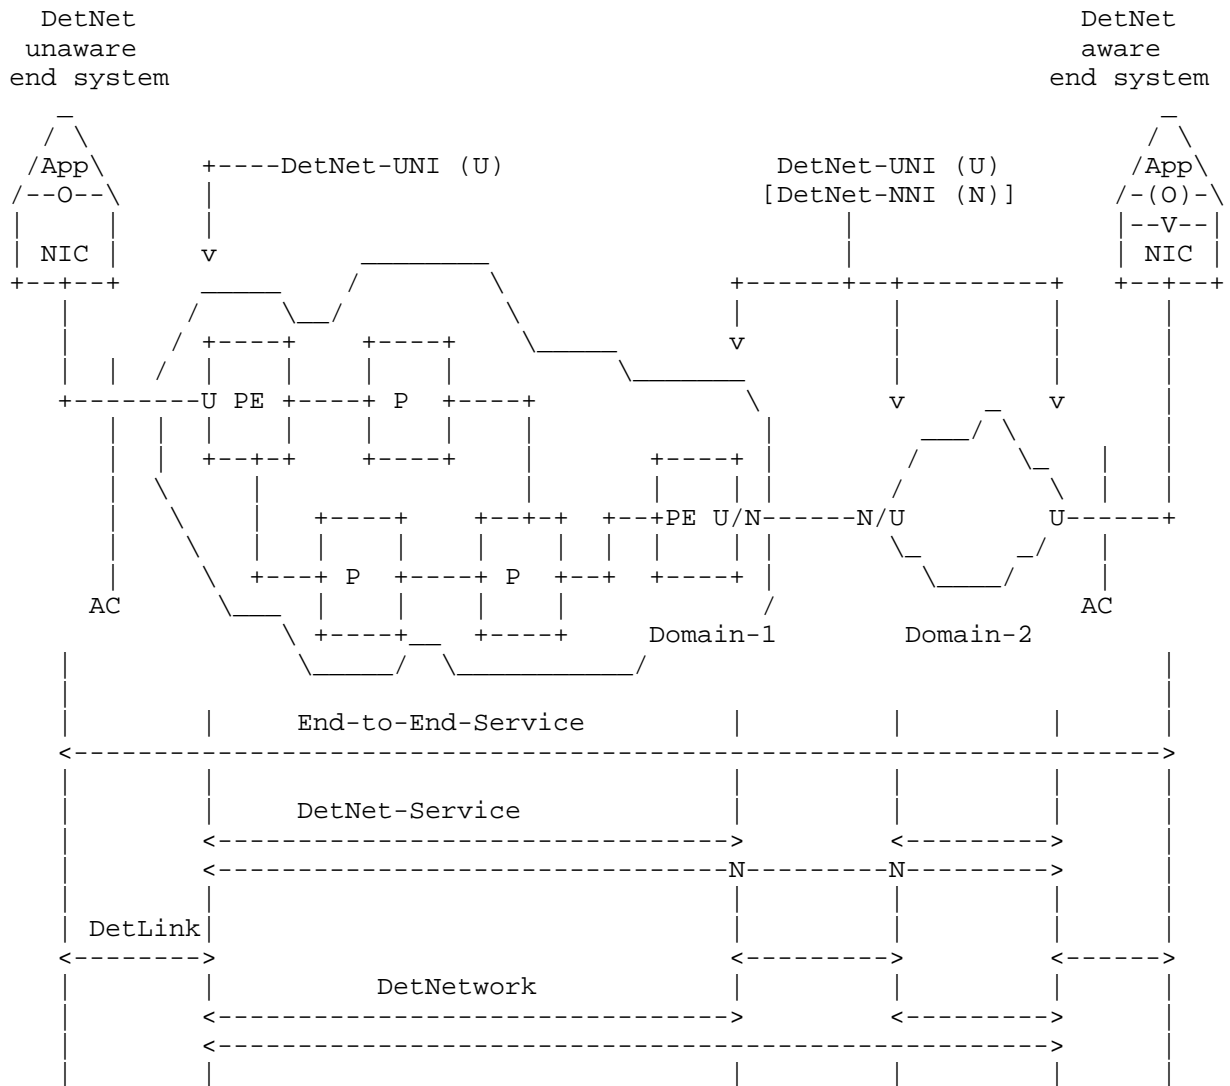 DetNet DetNet
unaware aware
end system end system
App DetNet-UNI (U) DetNet-UNI (U) App
O [DetNet-NNI (N)] (O)
V
NIC v NIC
v
U PE P v v
PE U/N N/U U
P P
AC AC
Domain-1 Domain-2
End-to-End-Service
DetNet-Service
N N
DetLink
DetNetwork